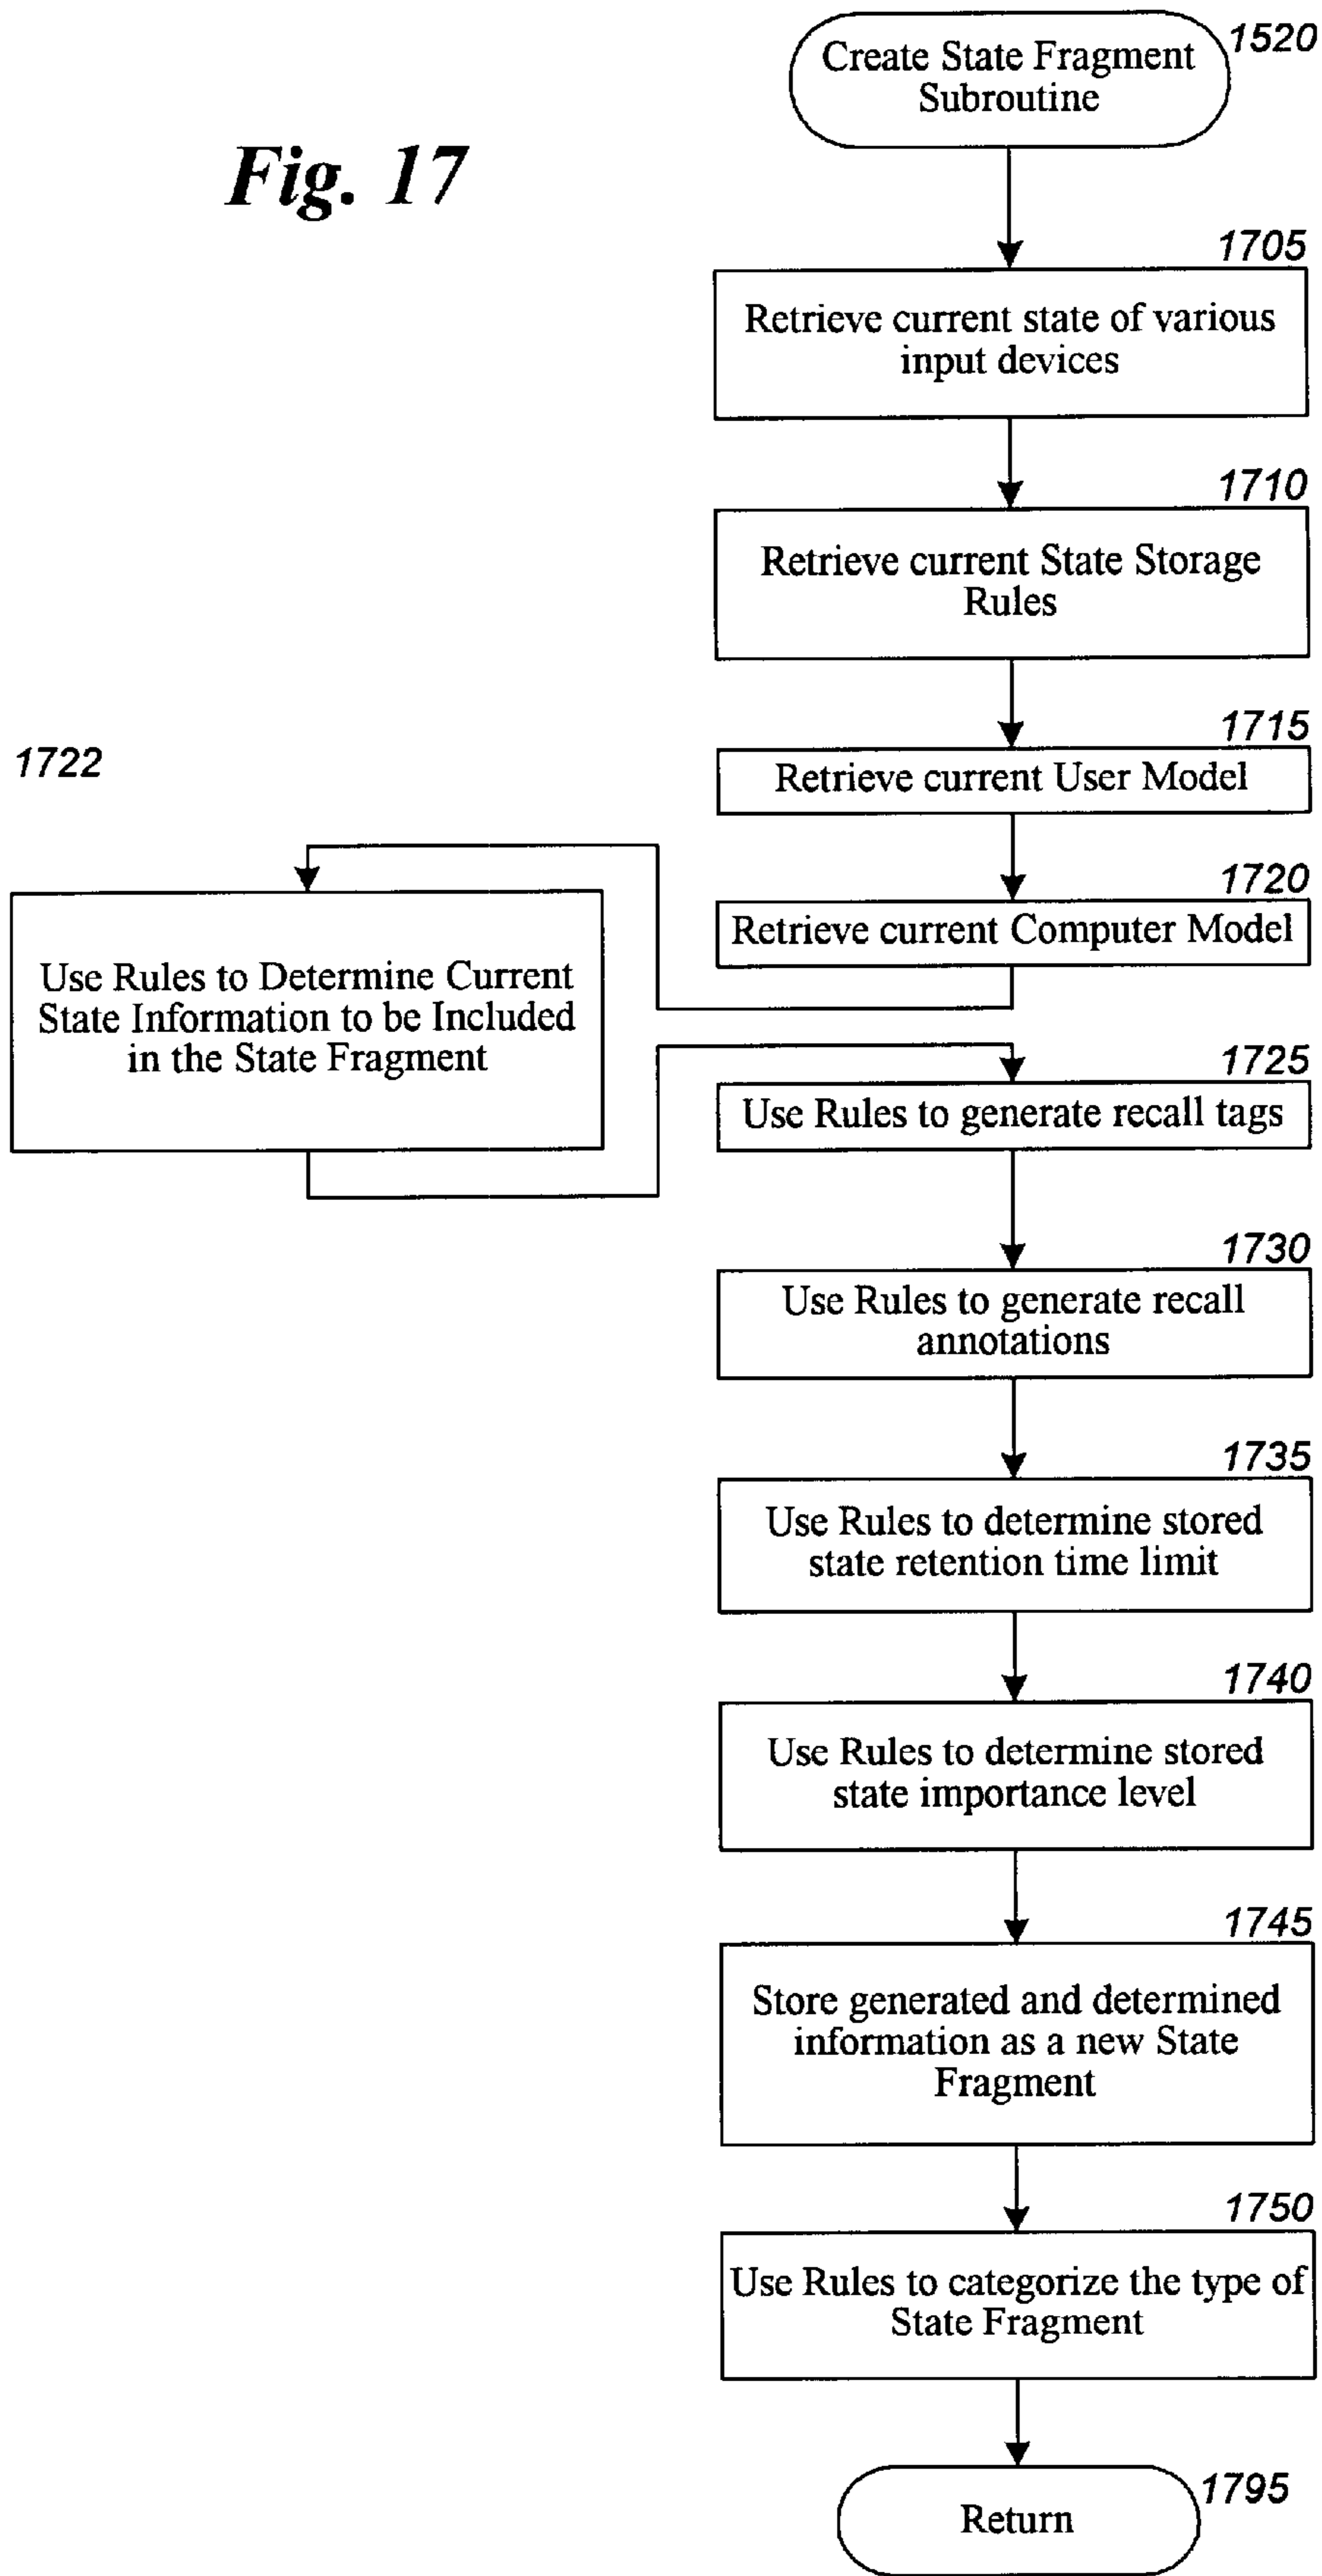 Fig. 17
1520
Create State Fragment
Subroutine
1705
Retrieve current state of various
input devices
1710
Retrieve current State Storage
Rules
1715
Retrieve current User Model
1720
Retrieve current Computer Model
1722
Use Rules to Determine Current
State Information to be Included
in the State Fragment
1725
Use Rules to generate recall tags
1730
Use Rules to generate recall
annotations
1735
Use Rules to determine stored
state retention time limit
1740
Use Rules to determine stored
state importance level
1745
Store generated and determined
information as a new State
Fragment
1750
Use Rules to categorize the type of
State Fragment
1795
Return